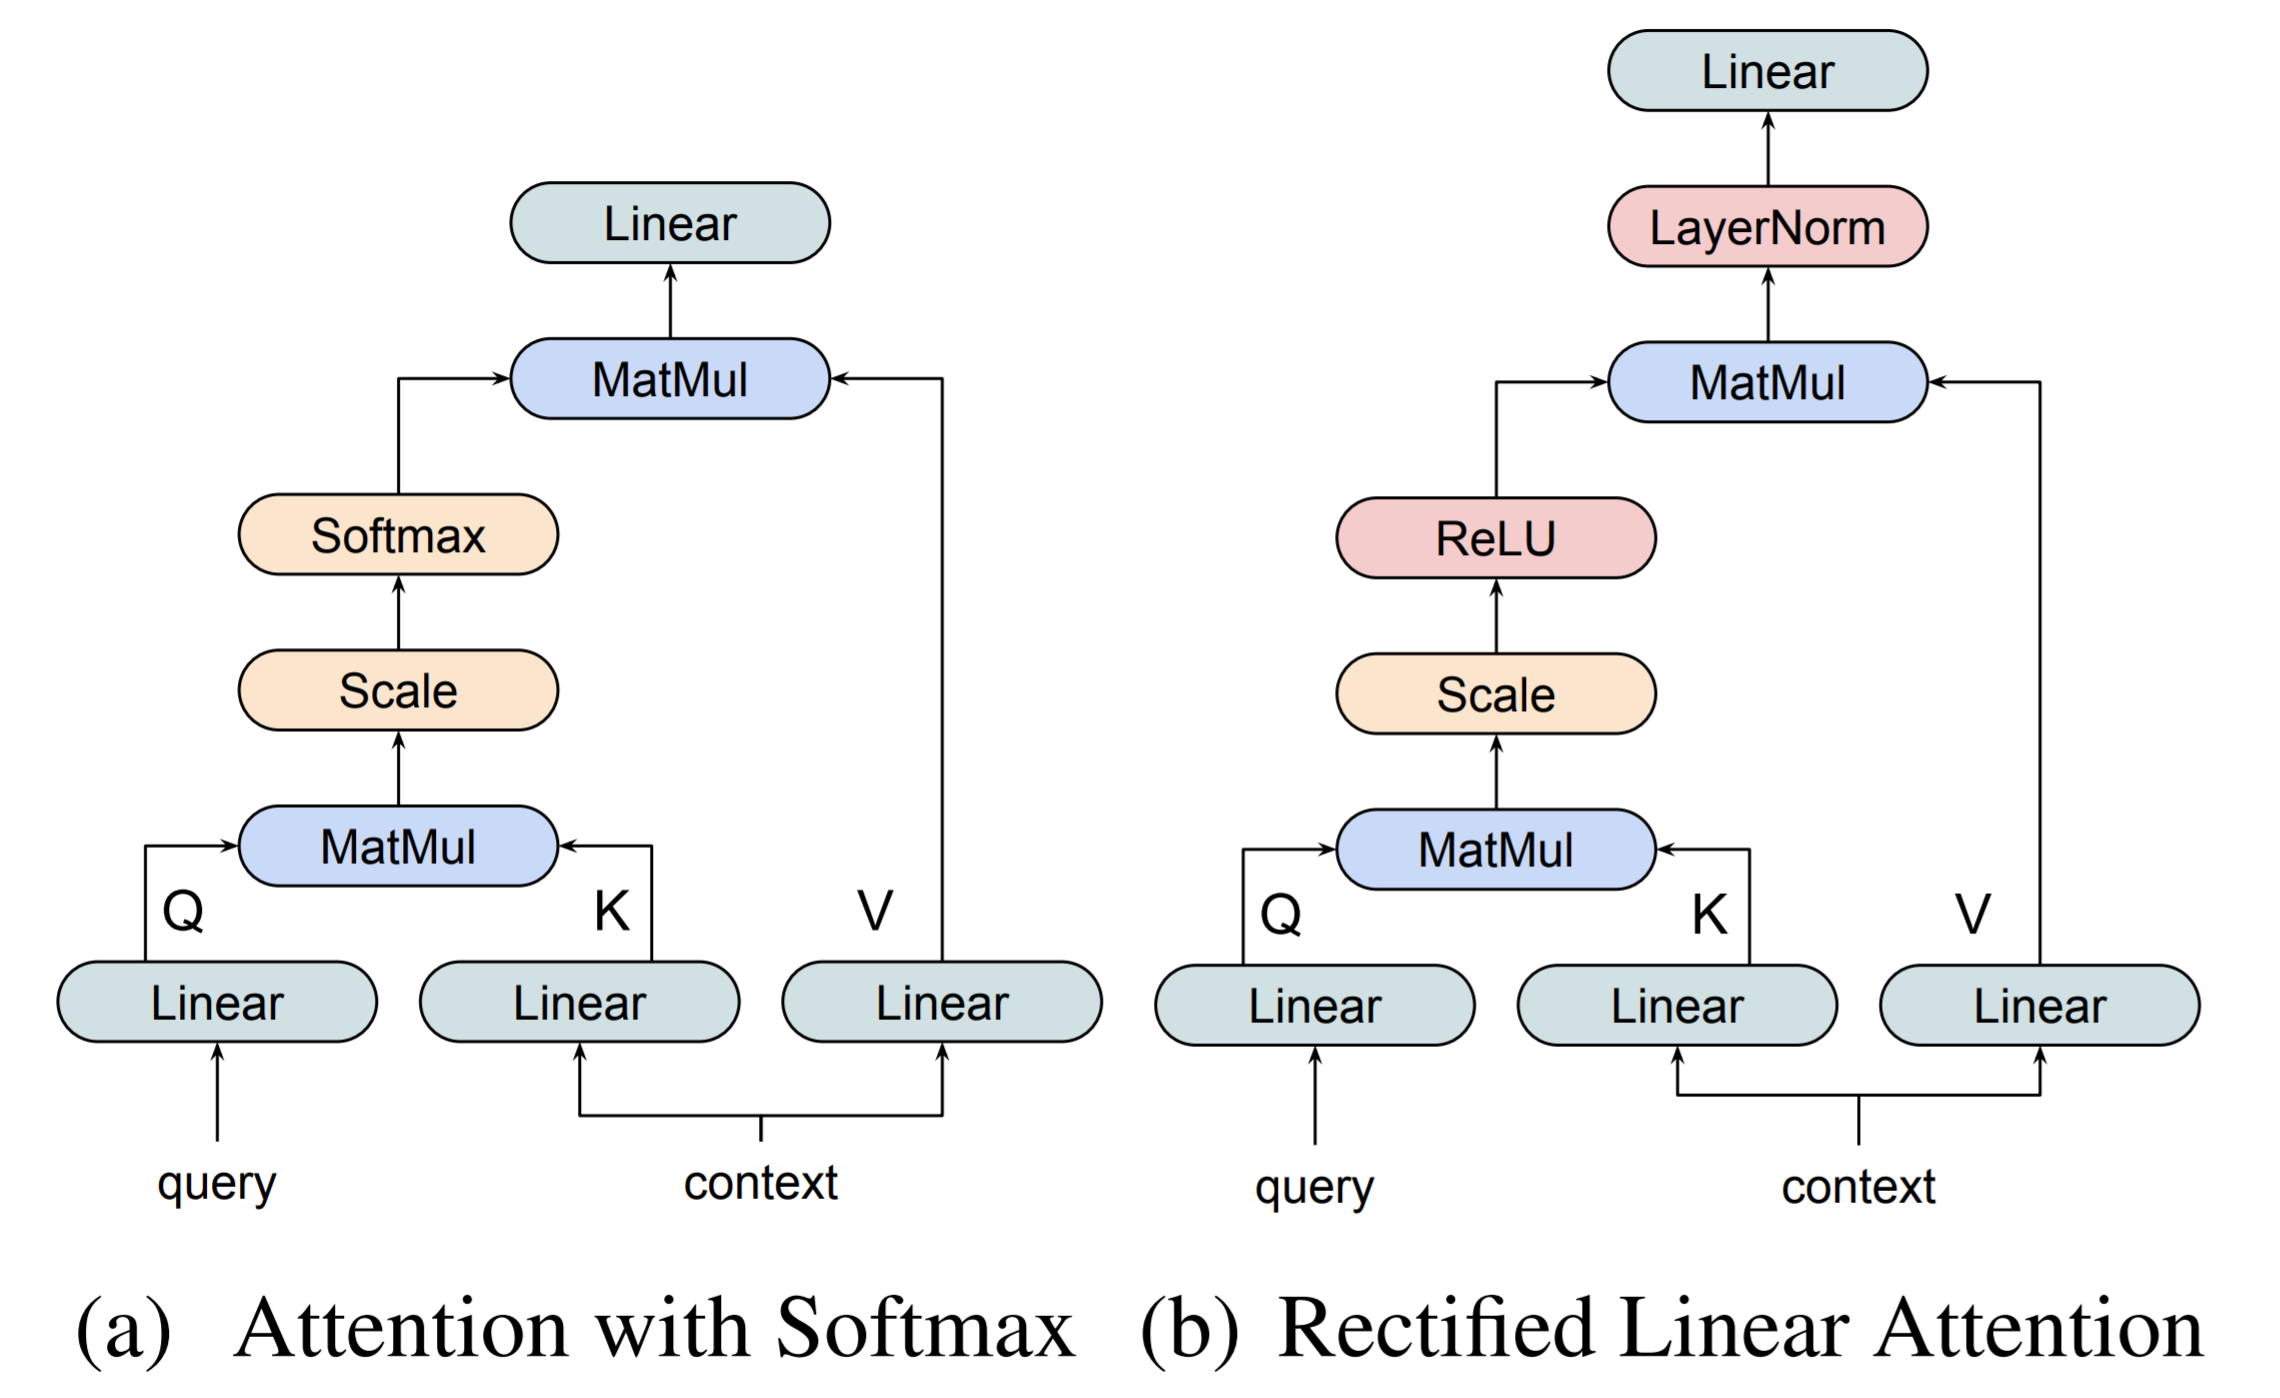 Linear
MatMul
Softmax
Scale
MatMul
Q
K
V
Linear
Linear
Linear
query
context
(a) Attention with Softmax
Linear
LayerNorm
MatMul
ReLU
Scale
MatMul
Q
K
V
Linear
Linear
Linear
query
context
(b) Rectified Linear Attention